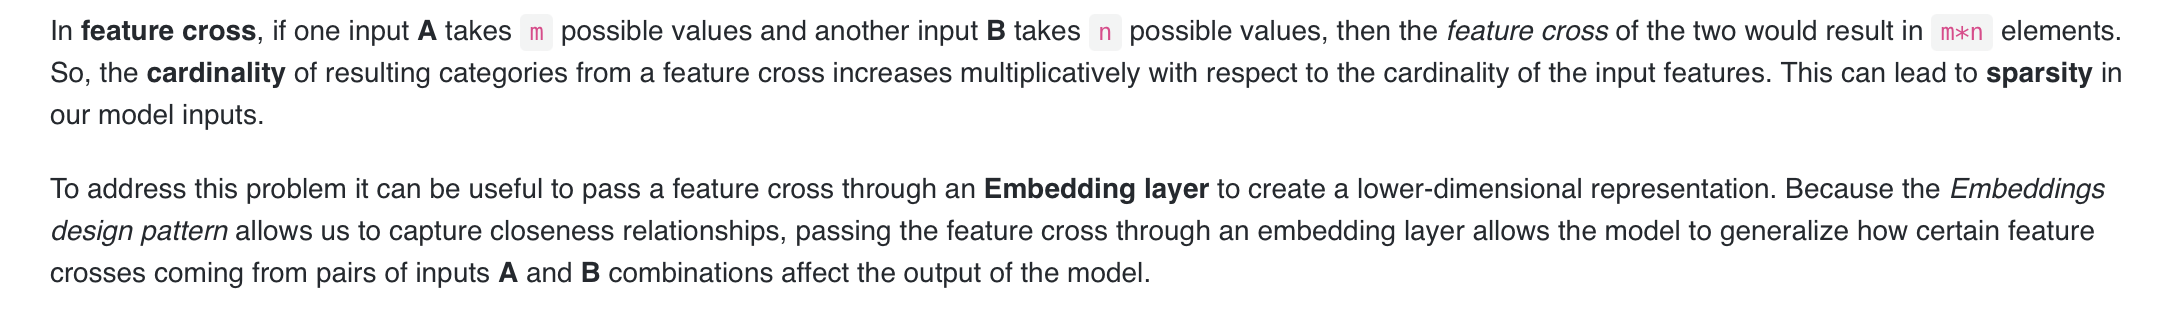 In feature cross, if one input A takes m possible values and another input B takes n possible values, then the feature cross of the two would result in m*n elements.
So, the cardinality of resulting categories from a feature cross increases multiplicatively with respect to the cardinality of the input features. This can lead to sparsity in
our model inputs.
To address this problem it can be useful to pass a feature cross through an Embedding layer to create a lower-dimensional representation. Because the Embeddings
design pattern allows us to capture closeness relationships, passing the feature cross through an embedding layer allows the model to generalize how certain feature
crosses coming from pairs of inputs A and B combinations affect the output of the model.